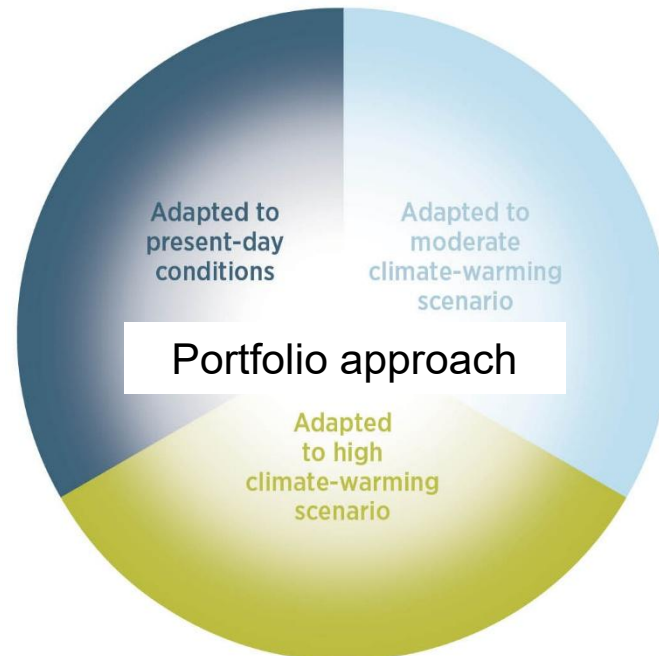 Adapted to
present-day
conditions
Adapted to
moderate
climate-warming
scenario
Portfolio approach
Adapted
to high
climate-warming
scenario